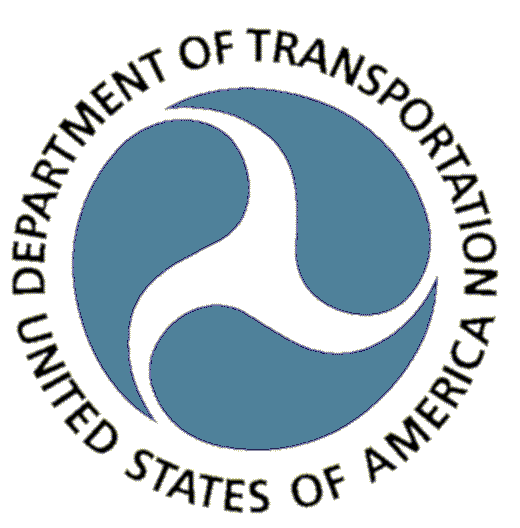 DEPARTMENT OF TRANSPORTATION
UNITED STATES OF AMERICA